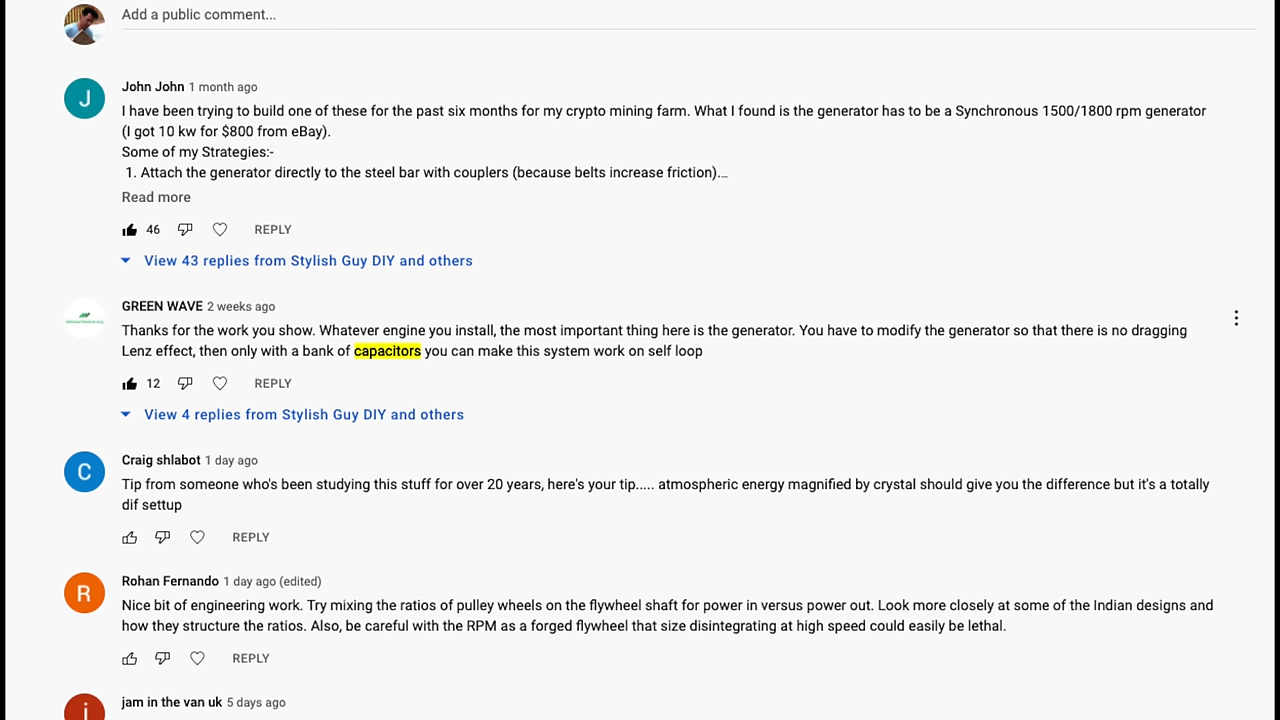 Add a public comment...
J
John John 1 month ago
I have been trying to build one of these for the past six months for my crypto mining farm. What I found is the generator has to be a Synchronous 1500/1800 rpm generator
(I got 10 kw for $800 from eBay).
Some of my Strategies:-
1. Attach the generator directly to the steel bar with couplers (because belts increase friction)...
Read more
46 REPLY
View 43 replies from Stylish Guy DIY and others
GREEN WAVE 2 weeks ago
Thanks for the work you show. Whatever engine you install, the most important thing here is the generator. You have to modify the generator so that there is no dragging
Lenz effect, then only with a bank of capacitors you can make this system work on self loop
12 REPLY
View 4 replies from Stylish Guy DIY and others
C
Craig shlabot 1 day ago
Tip from someone who's been studying this stuff for over 20 years, here's your tip..... atmospheric energy magnified by crystal should give you the difference but it's a totally
dif settup
REPLY
R
Rohan Fernando 1 day ago (edited)
Nice bit of engineering work. Try mixing the ratios of pulley wheels on the flywheel shaft for power in versus power out. Look more closely at some of the Indian designs and
how they structure the ratios. Also, be careful with the RPM as a forged flywheel that size disintegrating at high speed could easily be lethal.
REPLY
j
jam in the van uk 5 days ago